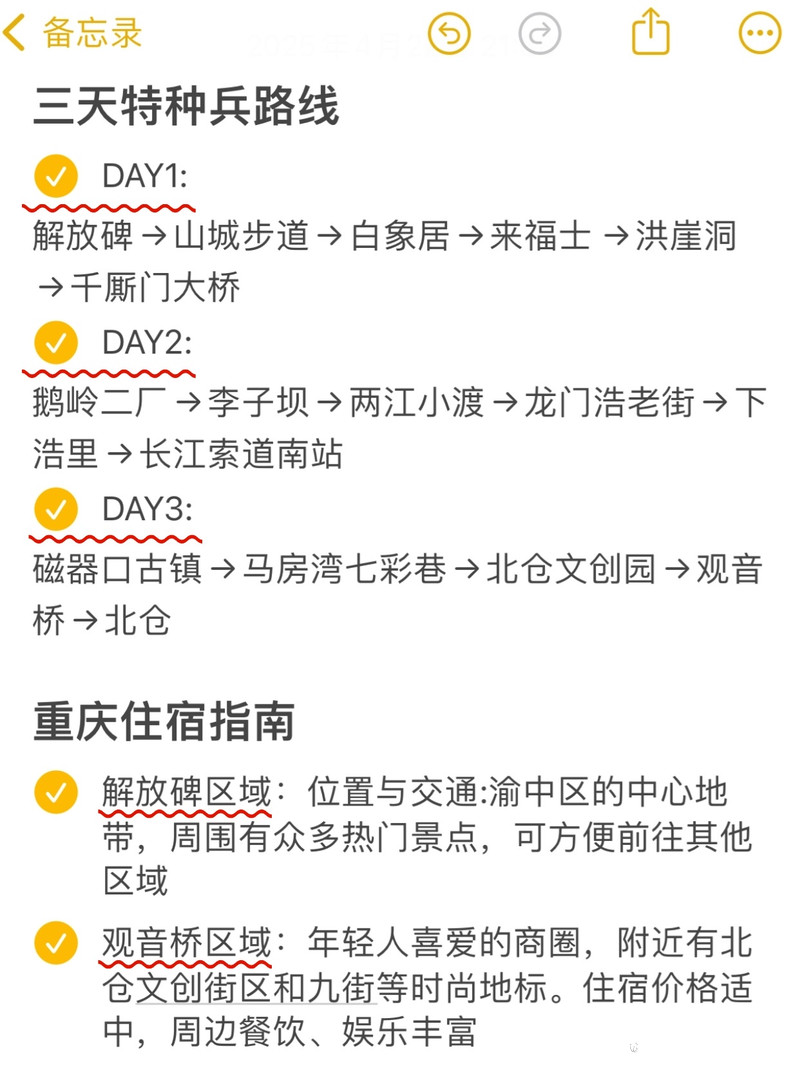 备忘录
三天特种兵路线
DAY1:
解放碑→山城步道→白象居→来福士→洪崖洞
→千厮门大桥
DAY2:
鹅岭二厂→李子坝→两江小渡→龙门浩老街→下
浩里→长江索道南站
DAY3:
磁器口古镇→马房湾七彩巷→北仓文创园→观音
桥→北仓
重庆住宿指南
解放碑区域：位置与交通:渝中区的中心地
带，周围有众多热门景点，可方便前往其他
区域
观音桥区域：年轻人喜爱的商圈，附近有北
仓文创街区和九街等时尚地标。住宿价格适
中，周边餐饮、娱乐丰富